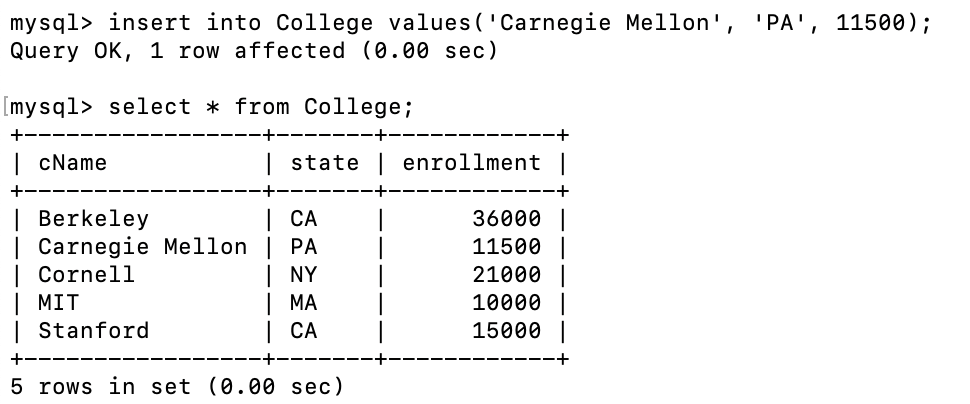 mysql> insert into College values('Carnegie Mellon', 'PA', 11500);
Query OK, 1 row affected (0.00 sec)

[mysql> select * from College;
+-----------------+-------+------------+
| cName           | state | enrollment |
+-----------------+-------+------------+
| Berkeley        | CA    |      36000 |
| Carnegie Mellon | PA    |      11500 |
| Cornell         | NY    |      21000 |
| MIT             | MA    |      10000 |
| Stanford        | CA    |      15000 |
+-----------------+-------+------------+
5 rows in set (0.00 sec)